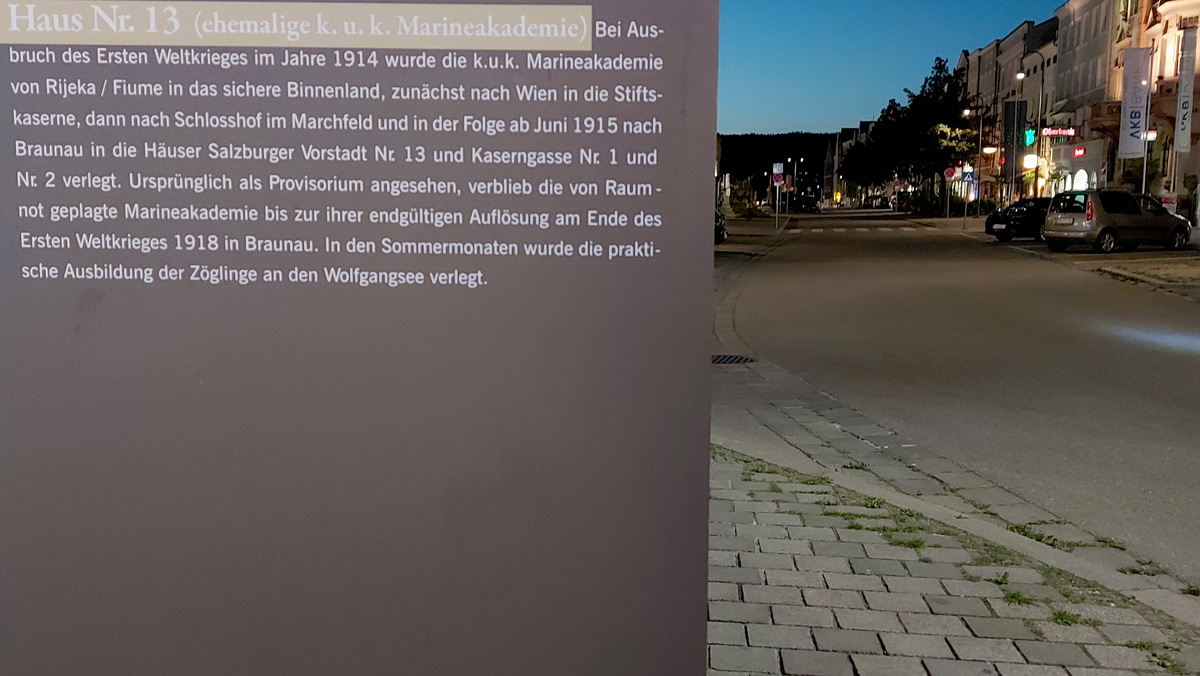 Haus Nr. 13 (ehemalige k. u. k. Marineakademie) Bei Aus-
bruch des Ersten Weltkrieges im Jahre 1914 wurde die k.u.k. Marineakademie
von Rijeka / Fiume in das sichere Binnenland, zunächst nach Wien in die Stifts-
kaserne, dann nach Schlosshof im Marchfeld und in der Folge ab Juni 1915 nach
Braunau in die Häuser Salzburger Vorstadt Nr. 13 und Kaserngasse Nr. 1 und
Nr. 2 verlegt. Ursprünglich als Provisorium angesehen, verblieb die von Raum-
not geplagte Marineakademie bis zur ihrer endgültigen Auflösung am Ende des
Ersten Weltkrieges 1918 in Braunau. In den Sommermonaten wurde die prakti-
sche Ausbildung der Zöglinge an den Wolfgangsee verlegt.
Oberbank
VKB